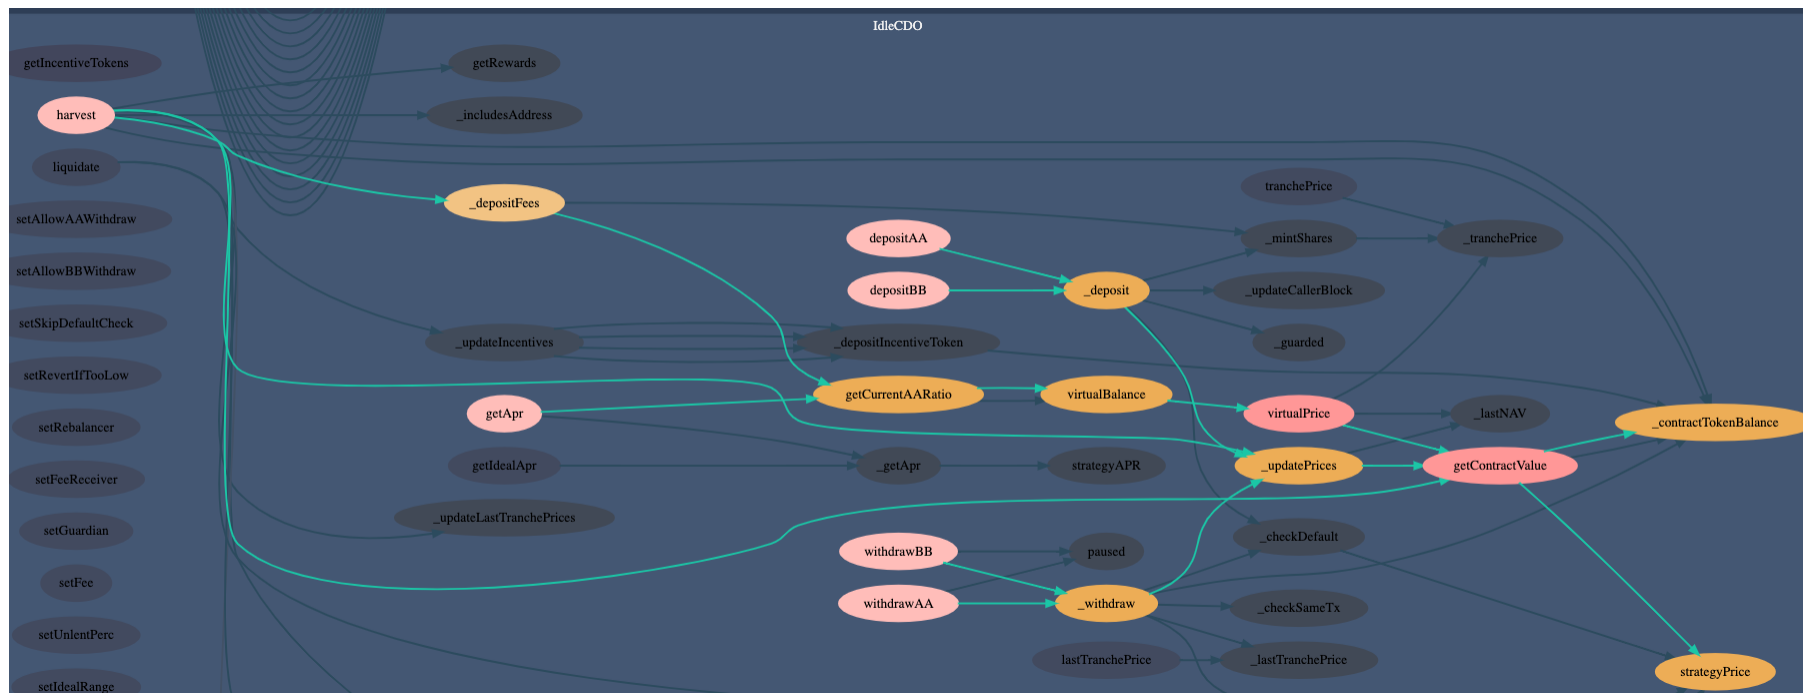 IdleCDO
getIncentiveTokens
getRewards
harvest
_includesAddress
liquidate
tranchePrice
_depositFees
setAllowAAWithdraw
depositAA
_mintShares
_tranchePrice
setAllowBBWithdraw
depositBB
_deposit
_updateCallerBlock
setSkipDefaultCheck
_updateIncentives
_depositIncentiveToken
_guarded
setRevertIfTooLow
getCurrentAARatio
virtualBalance
getApr
virtualPrice
_lastNAV
_contractTokenBalance
setRebalancer
getIdealApr
_getApr
strategyAPR
_updatePrices
getContractValue
setFeeReceiver
_updateLastTranchePrices
setGuardian
_checkDefault
withdrawBB
paused
setFee
withdrawAA
_withdraw
_checkSameTx
setUnlentPerc
lastTranchePrice
_lastTranchePrice
strategyPrice
setIdealRange